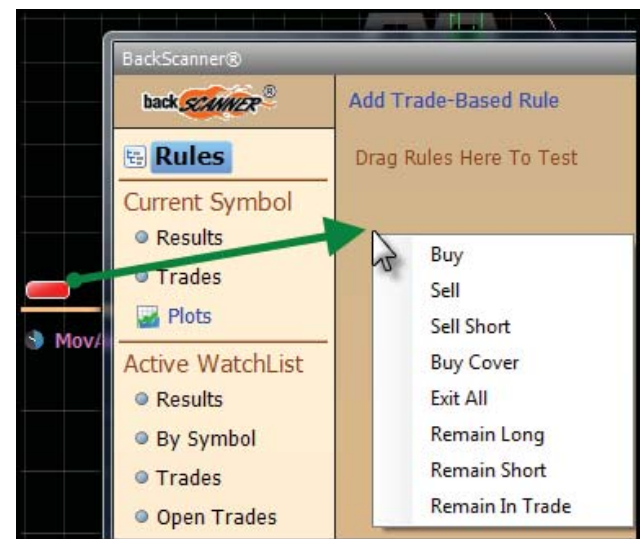 BackScanner®
back SCANNER®
Add Trade-Based Rule
Rules
Drag Rules Here To Test
Current Symbol
Results
Trades
Plots
Active WatchList
Results
By Symbol
Trades
Open Trades
Buy
Sell
Sell Short
Buy Cover
Exit All
Remain Long
Remain Short
Remain In Trade